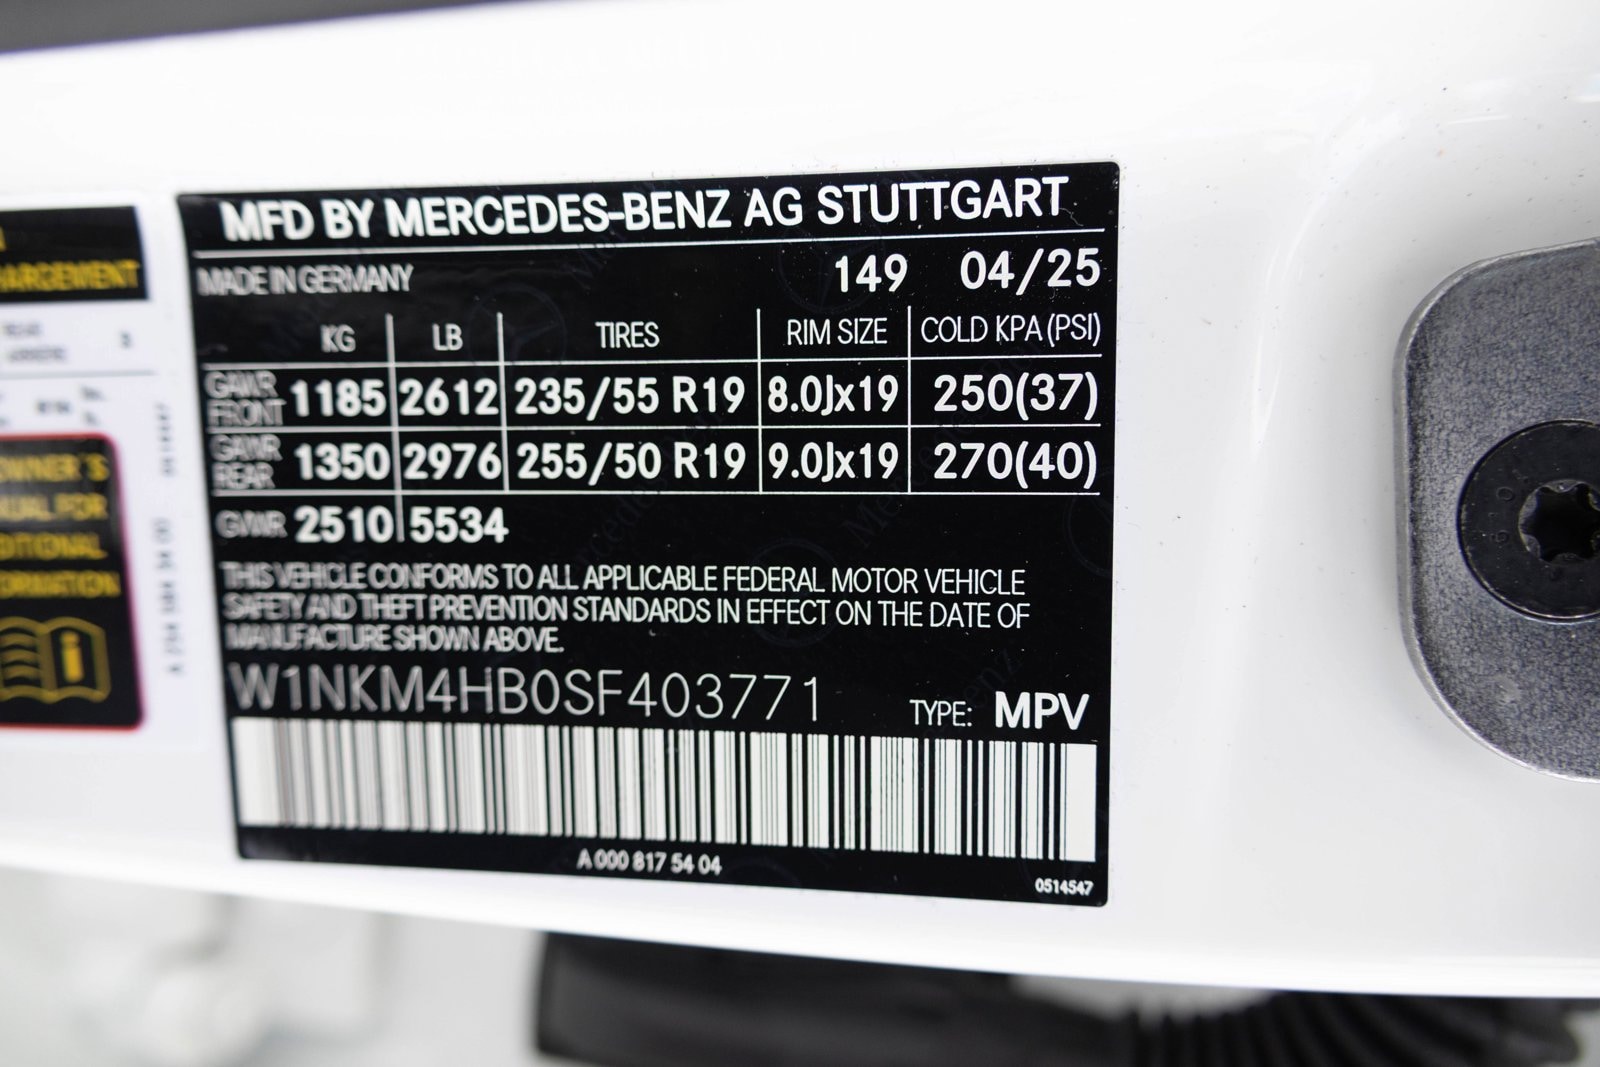 MFD BY MERCEDES-BENZ AG STUTTGART
MADE IN GERMANY 149 04/25
KG LB TIRES RIM SIZE COLD KPA (PSI)
GAWR FRONT 1185 2612 235/55 R19 8.0Jx19 250(37)
GAWR REAR 1350 2976 255/50 R19 9.0Jx19 270(40)
GVWR 2510 5534
THIS VEHICLE CONFORMS TO ALL APPLICABLE FEDERAL MOTOR VEHICLE
SAFETY AND THEFT PREVENTION STANDARDS IN EFFECT ON THE DATE OF
MANUFACTURE SHOWN ABOVE.
W1NKM4HB0SF403771 TYPE: MPV
A 000 817 54 04
0514547
OWNER'S
FOR